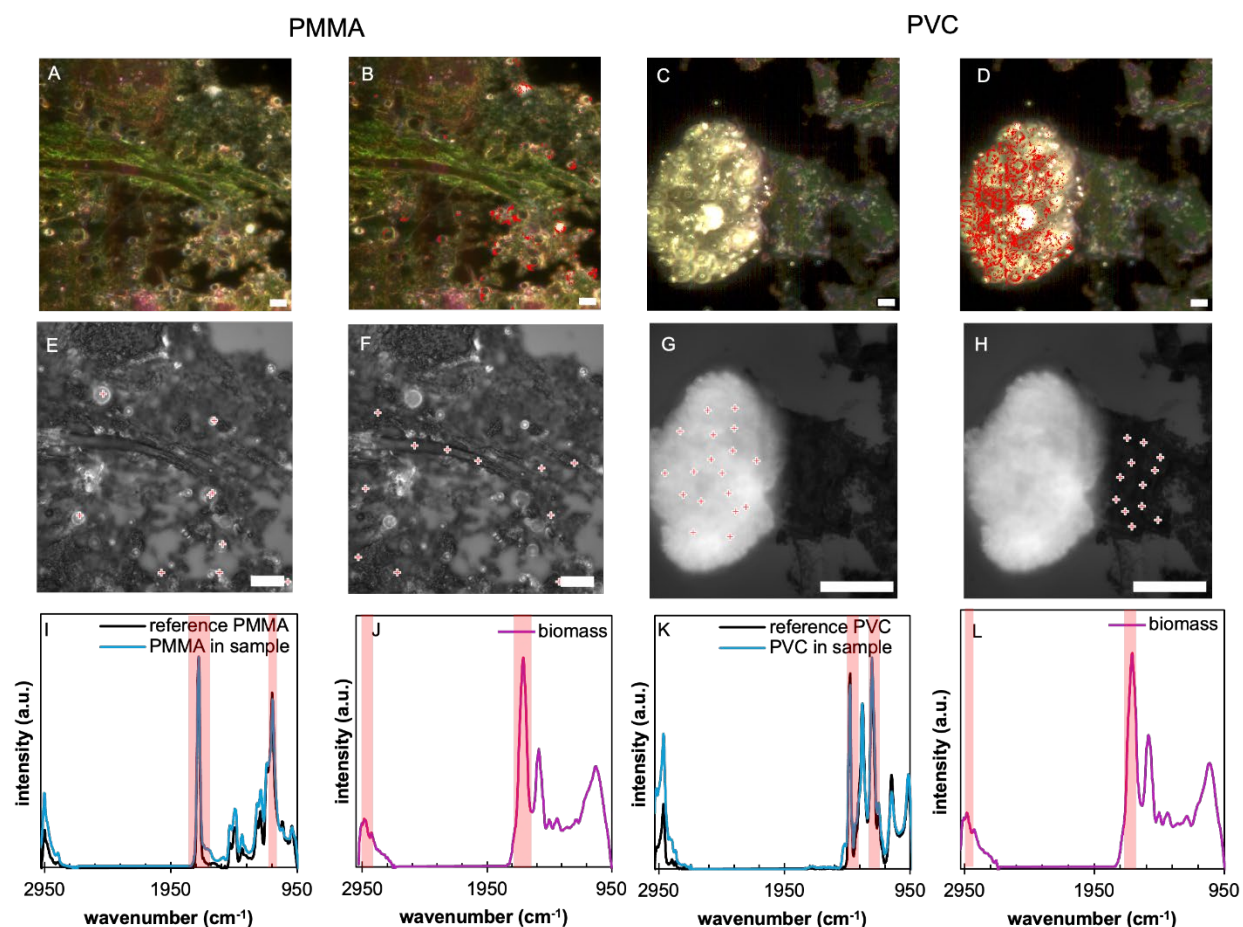 PMMA PVC
A B C D
E F G H
I reference PMMA
PMMA in sample
J biomass
K reference PVC
PVC in sample
L biomass
intensity (a.u.) intensity (a.u.) intensity (a.u.) intensity (a.u.)
2950 1950 950 2950 1950 950 2950 1950 950 2950 1950 950
wavenumber (cm⁻¹) wavenumber (cm⁻¹) wavenumber (cm⁻¹) wavenumber (cm⁻¹)